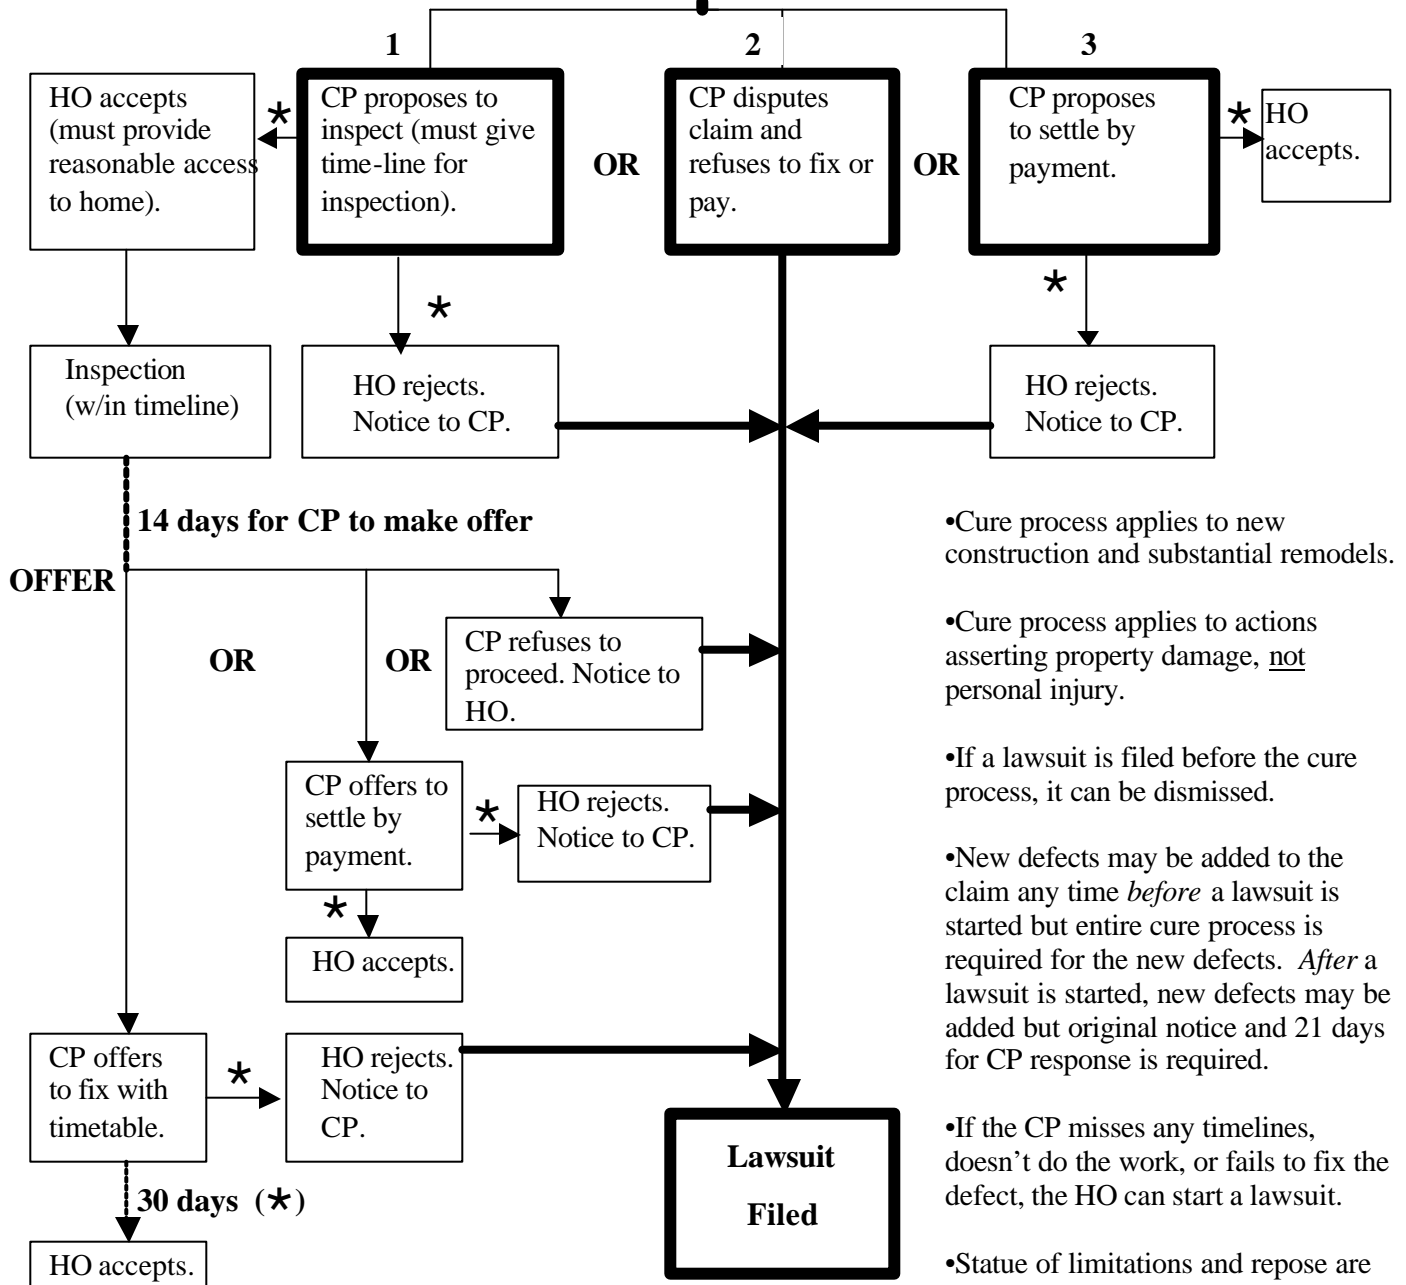 1
2
3
HO accepts
(must provide
reasonable access
to home).
*
CP proposes to
inspect (must give
time-line for
inspection).
OR
CP disputes
claim and
refuses to fix or
pay.
OR
CP proposes
to settle by
payment.
*
HO
accepts.
*
*
Inspection
(w/in timeline)
HO rejects.
Notice to CP.
HO rejects.
Notice to CP.
14 days for CP to make offer
OFFER
OR
OR
CP refuses to
proceed. Notice to
HO.
CP offers to
settle by
payment.
*
HO rejects.
Notice to CP.
*
HO accepts.
CP offers
to fix with
timetable.
*
HO rejects.
Notice to
CP.
30 days (*)
HO accepts.
Lawsuit
Filed
•Cure process applies to new
construction and substantial remodels.
•Cure process applies to actions
asserting property damage, not
personal injury.
•If a lawsuit is filed before the cure
process, it can be dismissed.
•New defects may be added to the
claim any time before a lawsuit is
started but entire cure process is
required for the new defects. After a
lawsuit is started, new defects may be
added but original notice and 21 days
for CP response is required.
•If the CP misses any timelines,
doesn't do the work, or fails to fix the
defect, the HO can start a lawsuit.
•Statue of limitations and repose are